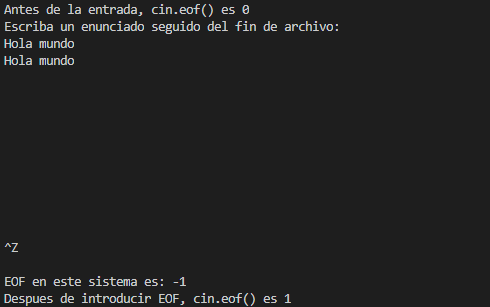 Antes de la entrada, cin.eof() es 0
Escriba un enunciado seguido del fin de archivo:
Hola mundo
Hola mundo
^Z
EOF en este sistema es: -1
Despues de introducir EOF, cin.eof() es 1